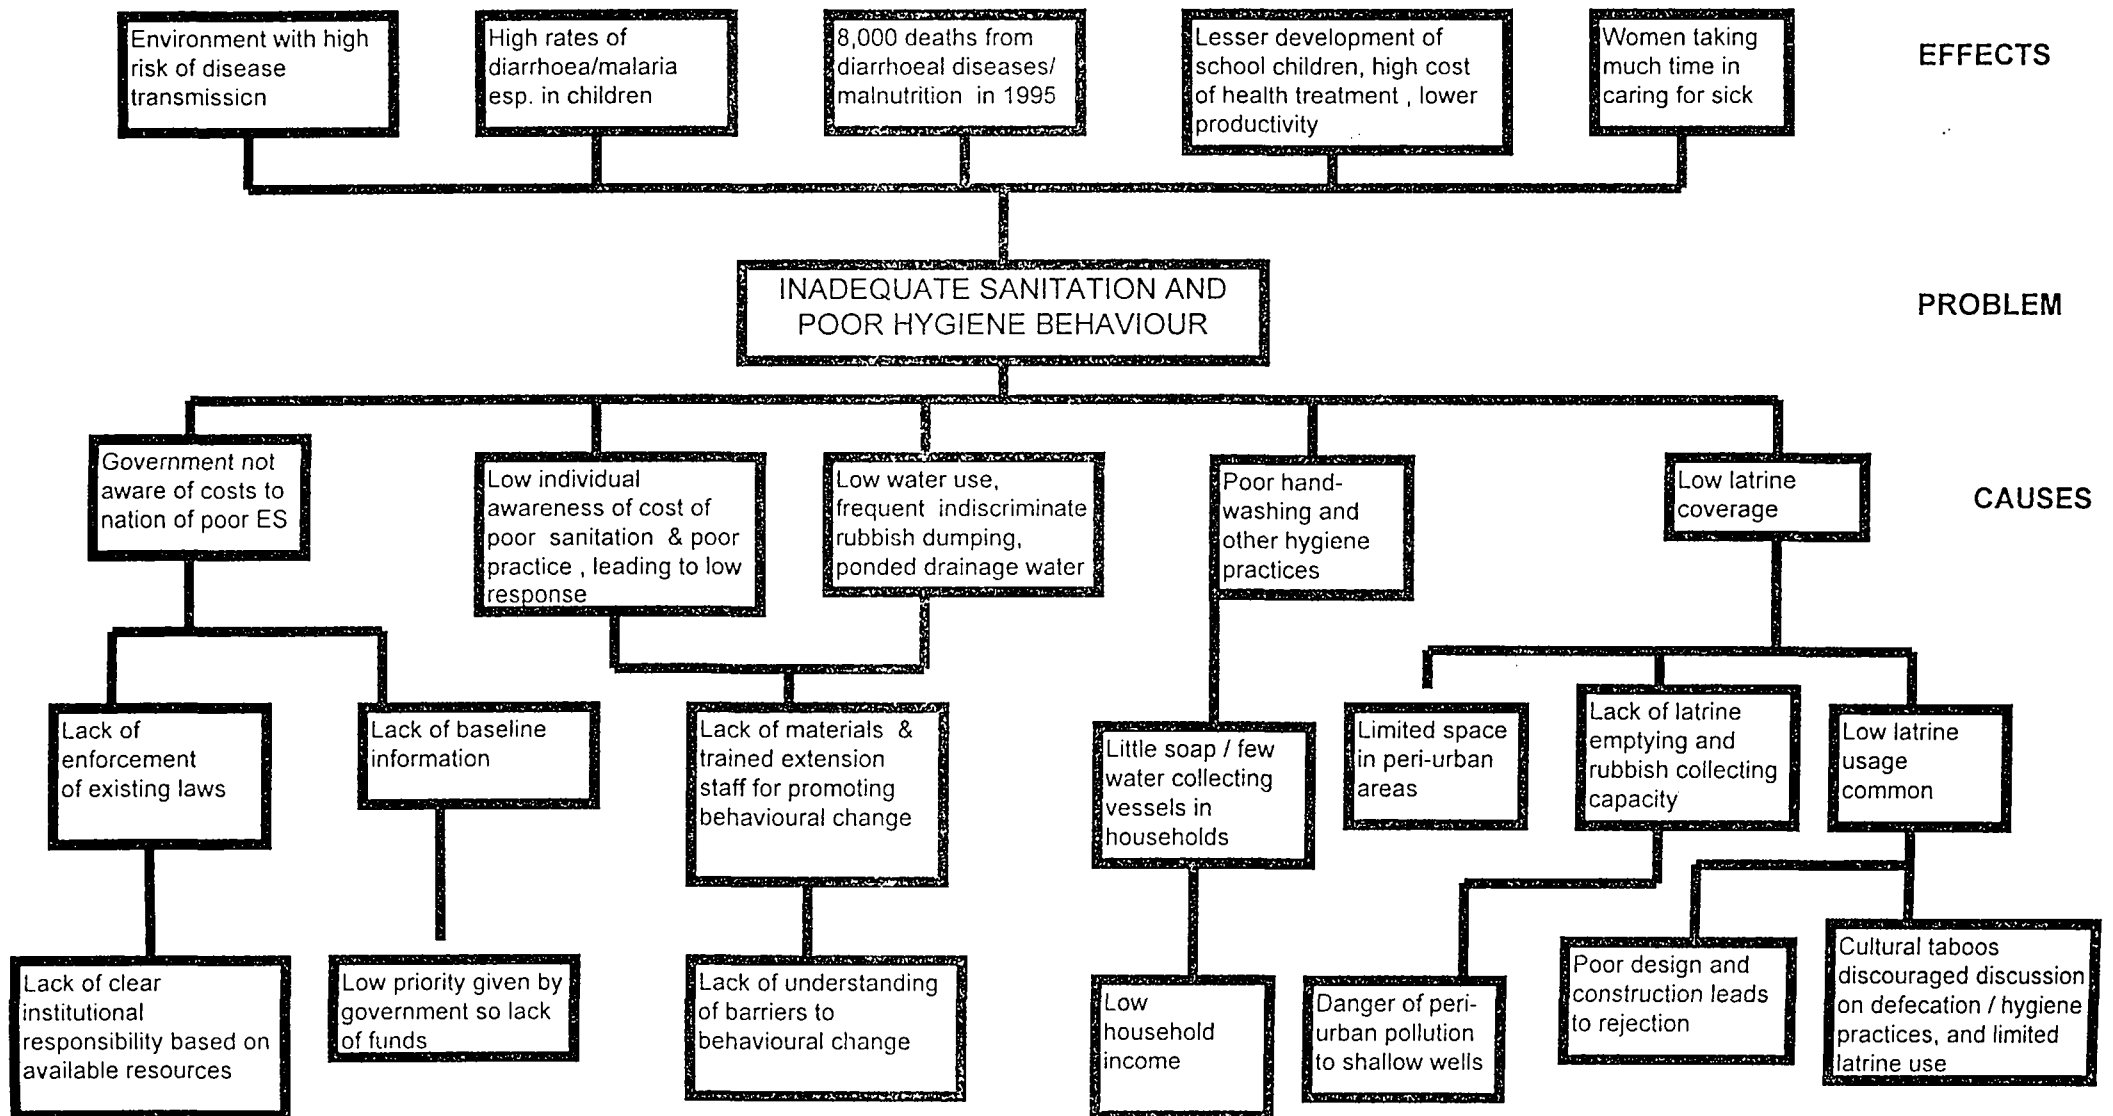 Environment with high
risk of disease
transmission
High rates of
diarrhoea/malaria
esp. in children
8,000 deaths from
diarrhoeal diseases/
malnutrition in 1995
Lesser development of
school children, high cost
of health treatment , lower
productivity
Women taking
much time in
caring for sick
EFFECTS
INADEQUATE SANITATION AND
POOR HYGIENE BEHAVIOUR
PROBLEM
Government not
aware of costs to
nation of poor ES
Low individual
awareness of cost of
poor sanitation & poor
practice , leading to low
response
Low water use,
frequent indiscriminate
rubbish dumping,
ponded drainage water
Poor hand-
washing and
other hygiene
practices
Low latrine
coverage
CAUSES
Lack of
enforcement
of existing laws
Lack of baseline
information
Lack of materials &
trained extension
staff for promoting
behavioural change
Little soap / few
water collecting
vessels in
households
Limited space
in peri-urban
areas
Lack of latrine
emptying and
rubbish collecting
capacity
Low latrine
usage
common
Lack of clear
institutional
responsibility based on
available resources
Low priority given by
government so lack
of funds
Lack of understanding
of barriers to
behavioural change
Low
household
income
Danger of peri-
urban pollution
to shallow wells
Poor design and
construction leads
to rejection
Cultural taboos
discouraged discussion
on defecation / hygiene
practices, and limited
latrine use